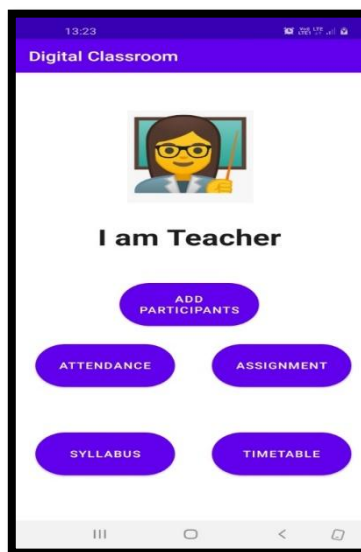 13:23
Digital Classroom
I am Teacher
ADD
PARTICIPANTS
ATTENDANCE ASSIGNMENT
SYLLABUS TIMETABLE